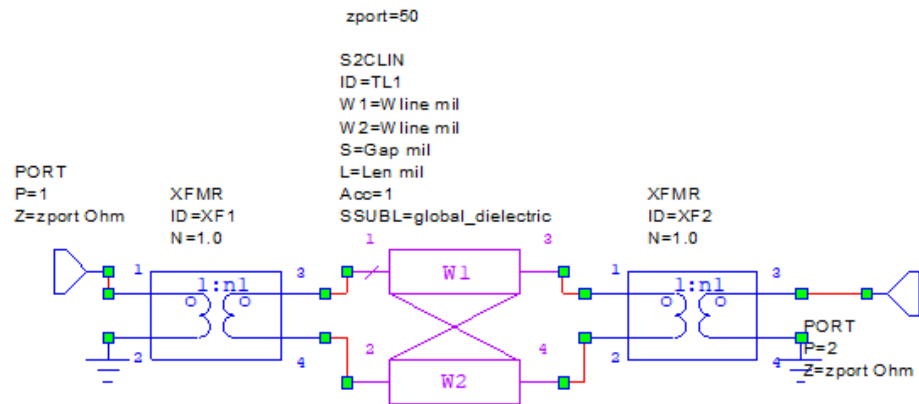 zport=50
S2CLIN
ID=TL1
W1=Wline mil
W2=Wline mil
S=Gap mil
L=Len mil
Acc=1
SSUBL=global_dielectric
PORT
P=1
Z=zport Ohm
XFMR
ID=XF1
N=1.0
XFMR
ID=XF2
N=1.0
1
3
1:n1
o
o
2
4
1
3
W1
2
4
W2
1
3
1:n1
o
o
2
4
PORT
P=2
Z=zport Ohm